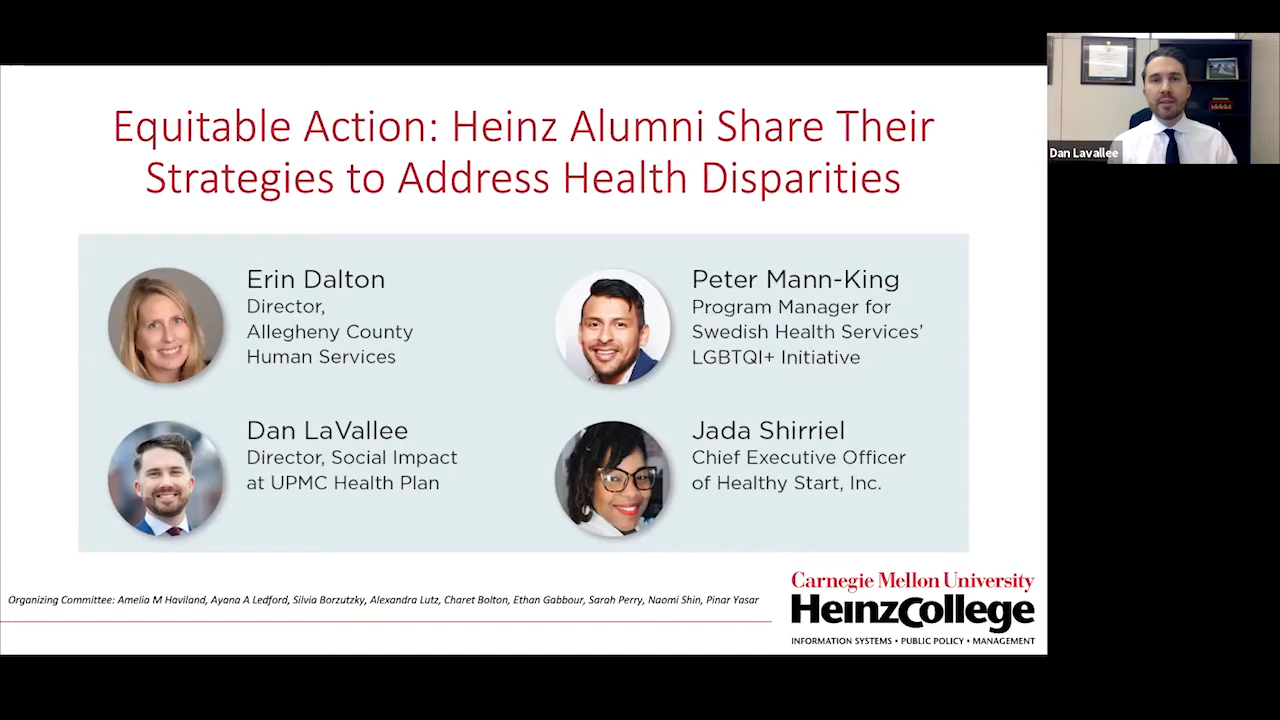 Equitable Action: Heinz Alumni Share Their
Strategies to Address Health Disparities
Erin Dalton
Director,
Allegheny County
Human Services
Peter Mann-King
Program Manager for
Swedish Health Services’
LGBTQI+ Initiative
Dan LaVallee
Director, Social Impact
at UPMC Health Plan
Jada Shirriel
Chief Executive Officer
of Healthy Start, Inc.
Organizing Committee: Amelia M Haviland, Ayana A Ledford, Silvia Borzutzky, Alexandra Lutz, Charet Bolton, Ethan Gabbour, Sarah Perry, Naomi Shin, Pinar Yasar
Carnegie Mellon University
HeinzCollege
INFORMATION SYSTEMS • PUBLIC POLICY • MANAGEMENT
Dan Lavallee